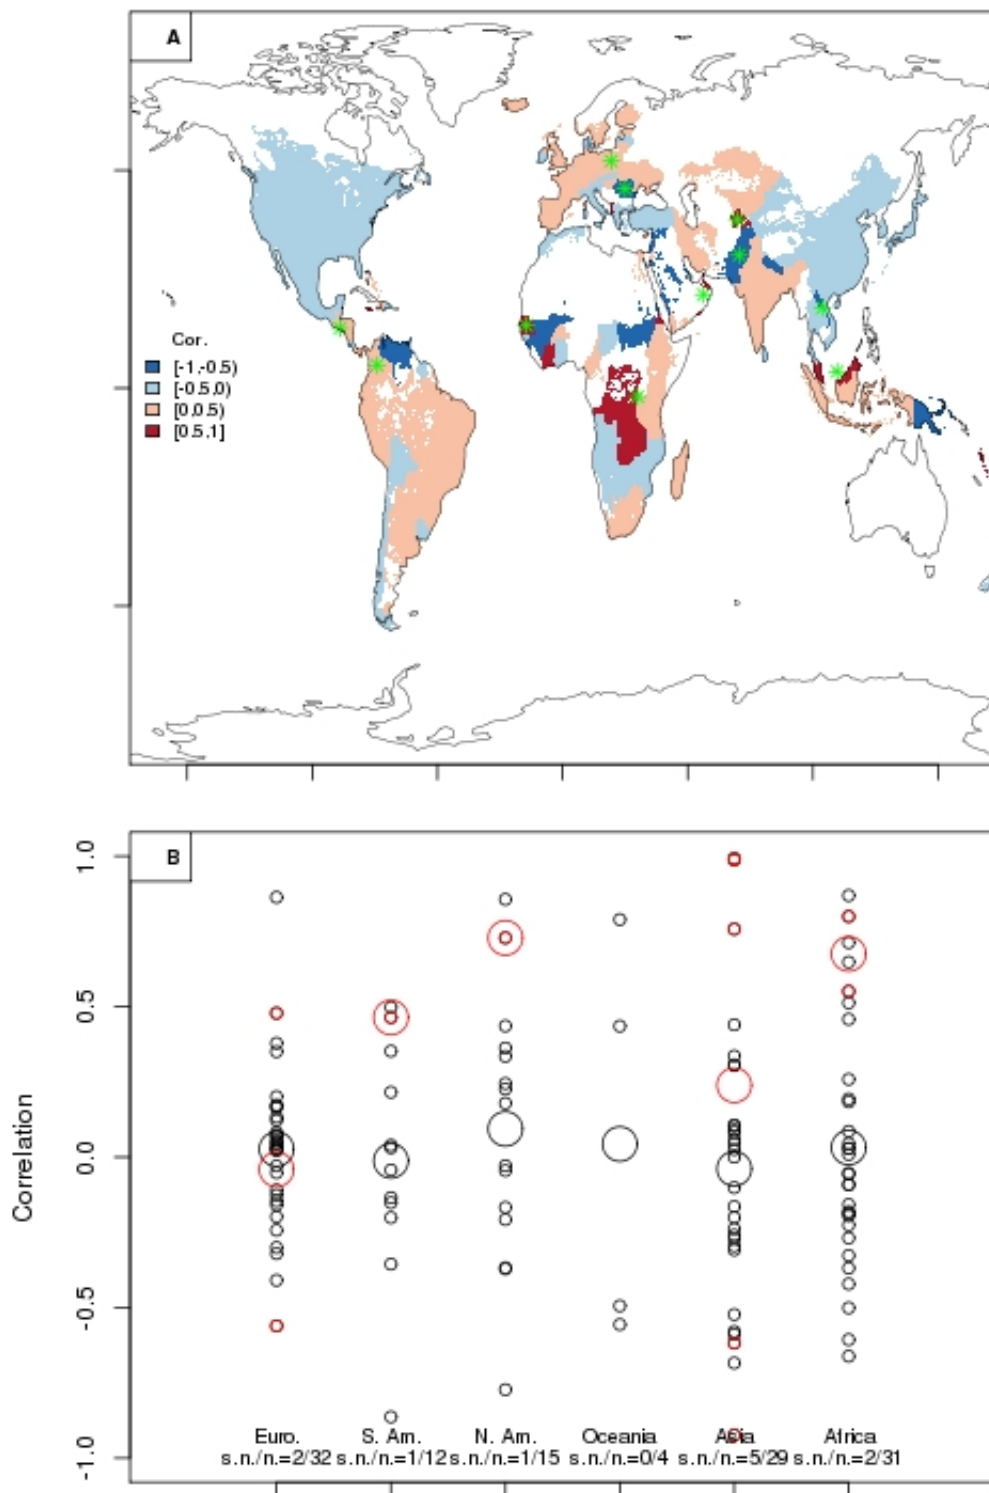 A
Cor.
[-1,-0.5)
[-0.5,0)
[0,0.5)
[0.5,1]
B
1.0
0.5
0.0
-0.5
-1.0
Correlation
Euro. S. Am. N. Am. Oceania Asia Africa
s.n./n.=2/32 s.n./n.=1/12 s.n./n.=1/15 s.n./n.=0/4 s.n./n.=5/29 s.n./n.=2/31